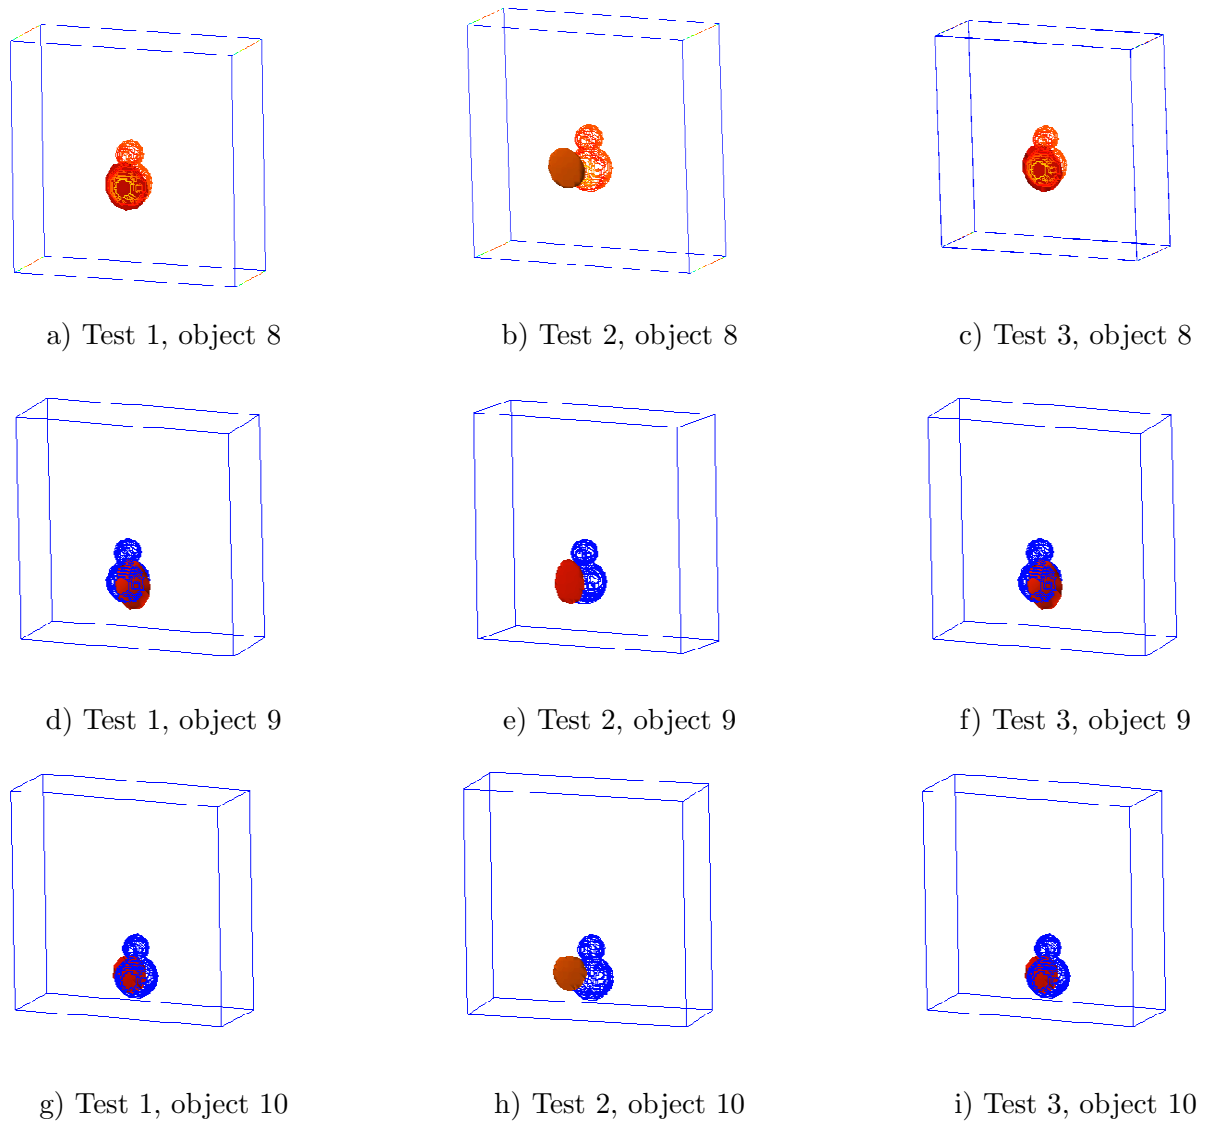 a) Test 1, object 8
b) Test 2, object 8
c) Test 3, object 8
d) Test 1, object 9
e) Test 2, object 9
f) Test 3, object 9
g) Test 1, object 10
h) Test 2, object 10
i) Test 3, object 10